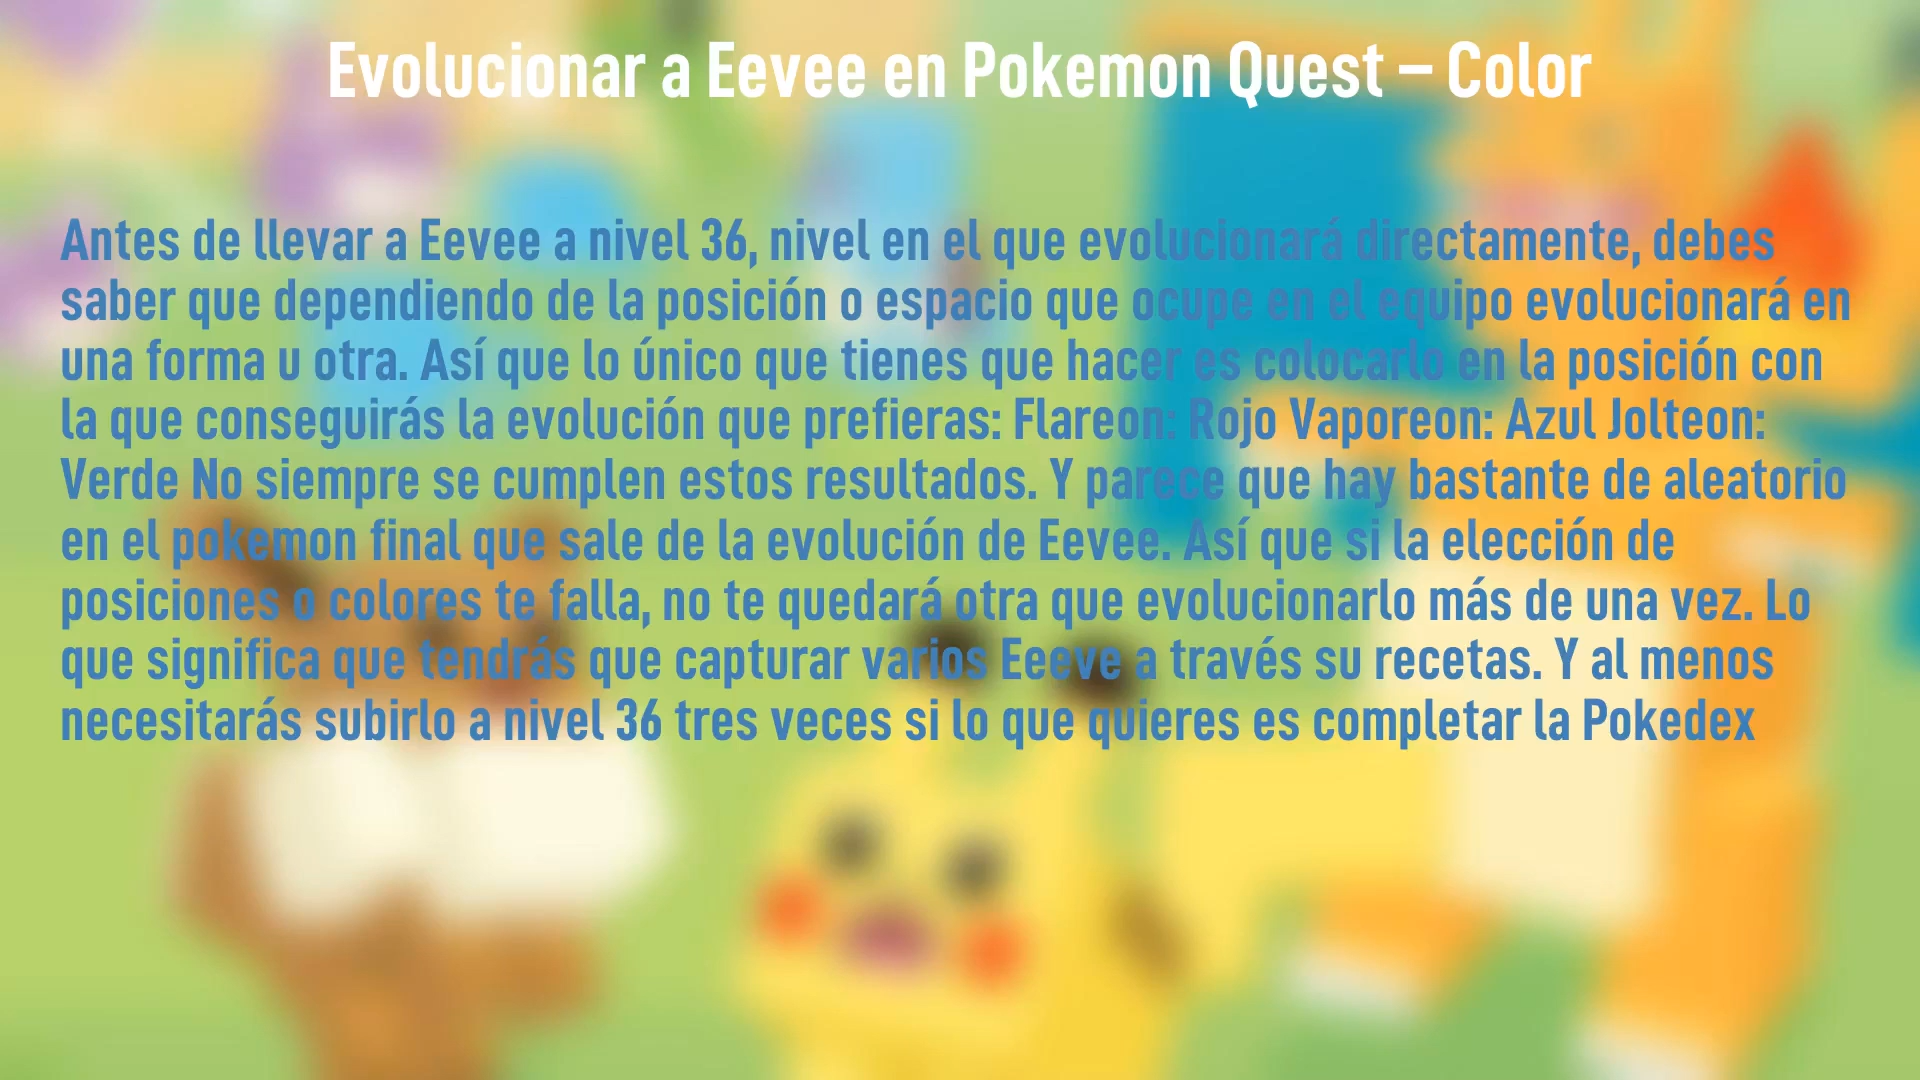 Evolucionar a Eevee en Pokemon Quest – Color
Antes de llevar a Eevee a nivel 36, nivel en el que evolucionará directamente, debes
saber que dependiendo de la posición o espacio que ocupe en el equipo evolucionará en
una forma u otra. Así que lo único que tienes que hacer es colocarlo en la posición con
la que conseguirás la evolución que prefieras: Flareon: Rojo Vaporeon: Azul Jolteon:
Verde No siempre se cumplen estos resultados. Y parece que hay bastante de aleatorio
en el pokemon final que sale de la evolución de Eevee. Así que si la elección de
posiciones o colores te falla, no te quedará otra que evolucionarlo más de una vez. Lo
que significa que tendrás que capturar varios Eeeve a través su recetas. Y al menos
necesitarás subirlo a nivel 36 tres veces si lo que quieres es completar la Pokedex